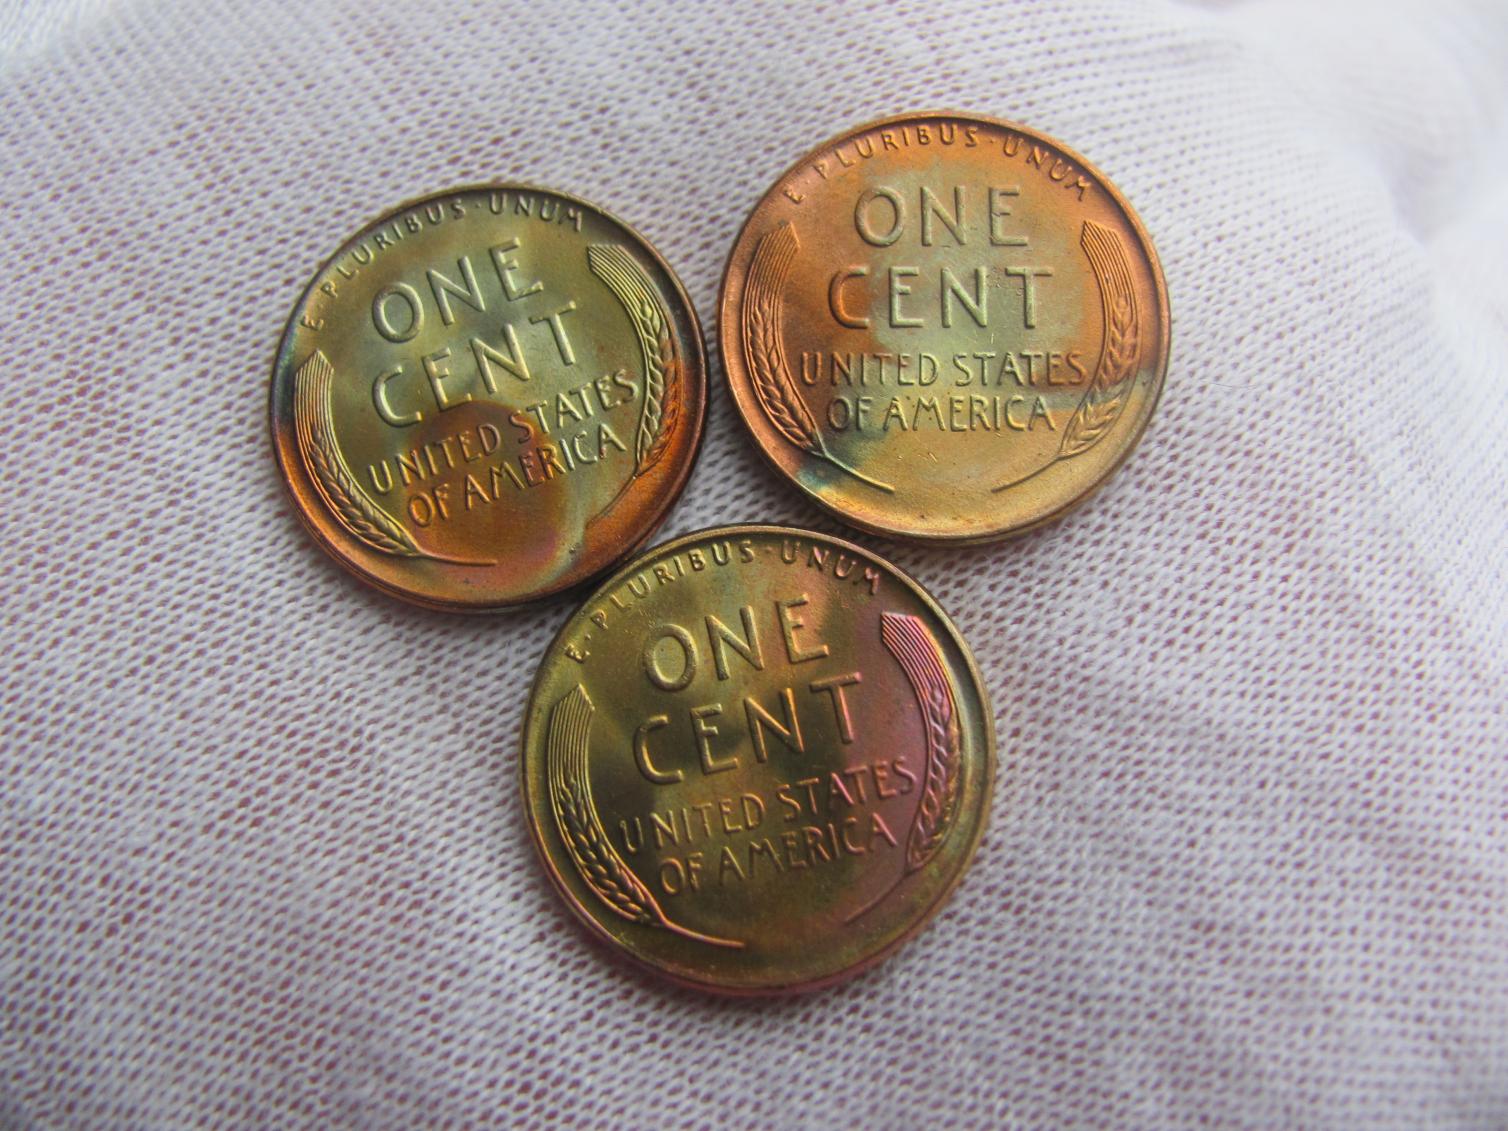 E·PLURIBUS·UNUM
ONE
CENT
UNITED STATES
OF AMERICA
E·PLURIBUS·UNUM
ONE
CENT
UNITED STATES
OF AMERICA
E·PLURIBUS·UNUM
ONE
CENT
UNITED STATES
OF AMERICA